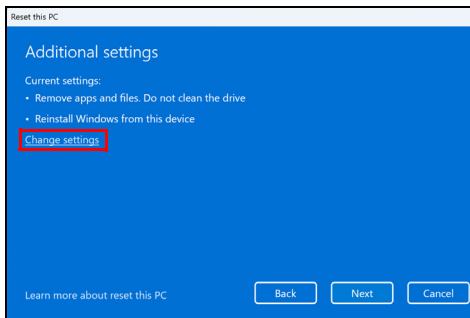 Reset this PC
Additional settings
Current settings:
• Remove apps and files. Do not clean the drive
• Reinstall Windows from this device
Change settings
Learn more about reset this PC
Back
Next
Cancel